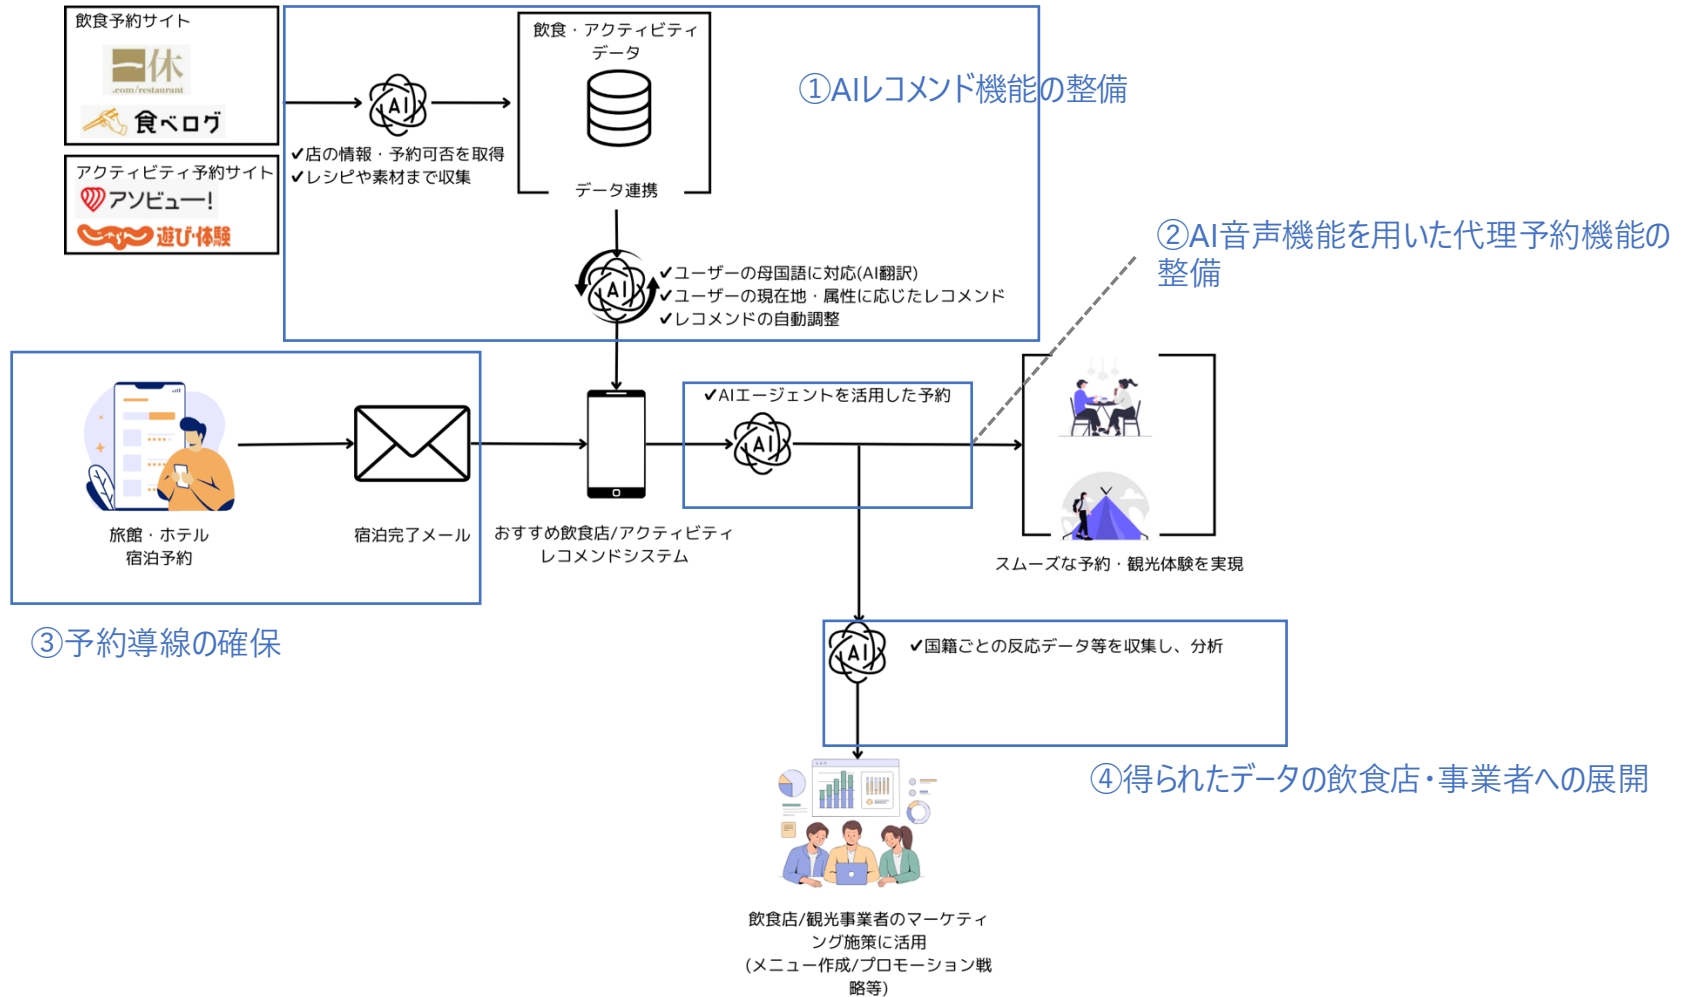 飲食予約サイト
一休
.com/restaurant
食べログ
アクティビティ予約サイト
アソビュー!
じゃらん 遊び・体験
AI
✓店の情報・予約可否を取得
✓レシピや素材まで収集
飲食・アクティビティ
データ
データ連携
①AIレコメンド機能の整備
AI
✓ユーザーの母国語に対応(AI翻訳)
✓ユーザーの現在地・属性に応じたレコメンド
✓レコメンドの自動調整
②AI音声機能を用いた代理予約機能の
整備
旅館・ホテル
宿泊予約
宿泊完了メール
③予約導線の確保
おすすめ飲食店/アクティビティ
レコメンドシステム
✓AIエージェントを活用した予約
AI
スムーズな予約・観光体験を実現
AI
✓国籍ごとの反応データ等を収集し、分析
④得られたデータの飲食店・事業者への展開
飲食店/観光事業者のマーケティ
ング施策に活用
(メニュー作成/プロモーション戦
略等)